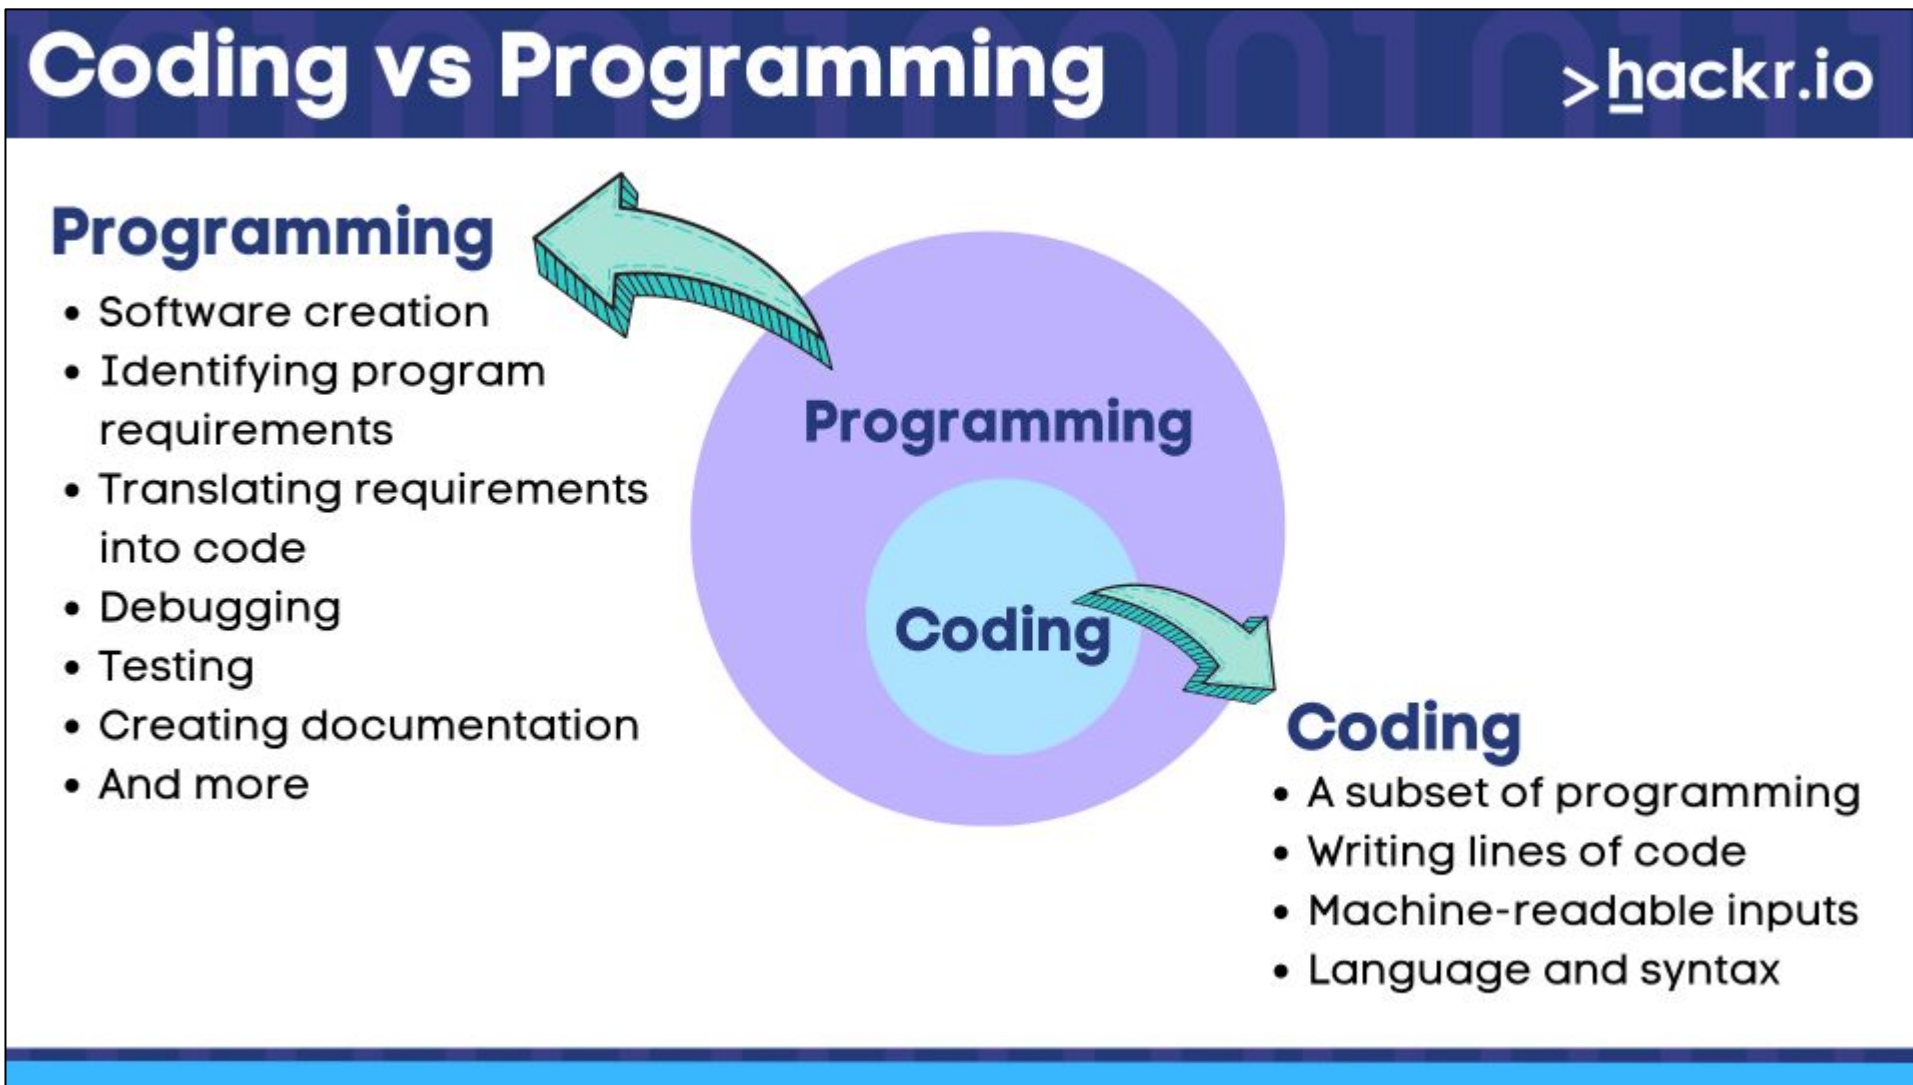 Coding vs Programming
>hackr.io
Programming
• Software creation
• Identifying program
requirements
• Translating requirements
into code
• Debugging
• Testing
• Creating documentation
• And more
Programming
Coding
Coding
• A subset of programming
• Writing lines of code
• Machine-readable inputs
• Language and syntax